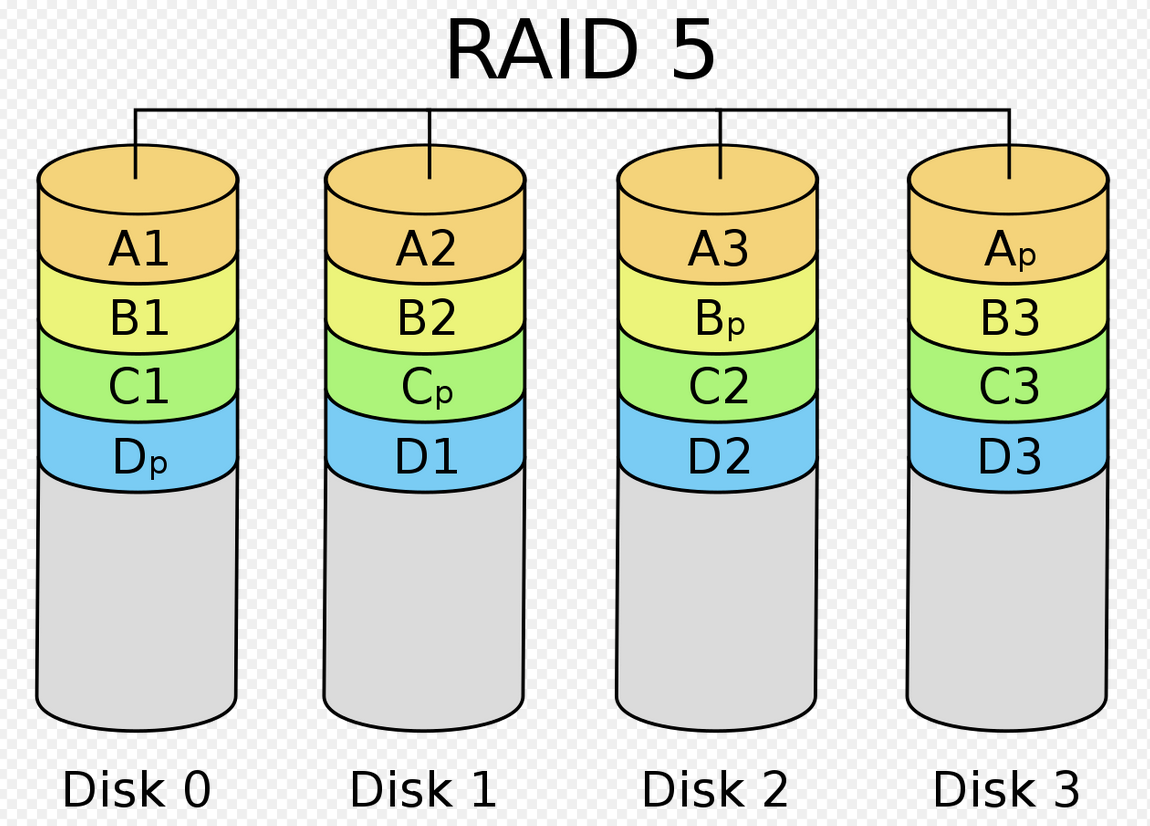 RAID 5
A1 A2 A3 Ap
B1 B2 Bp B3
C1 Cp C2 C3
Dp D1 D2 D3
Disk 0 Disk 1 Disk 2 Disk 3